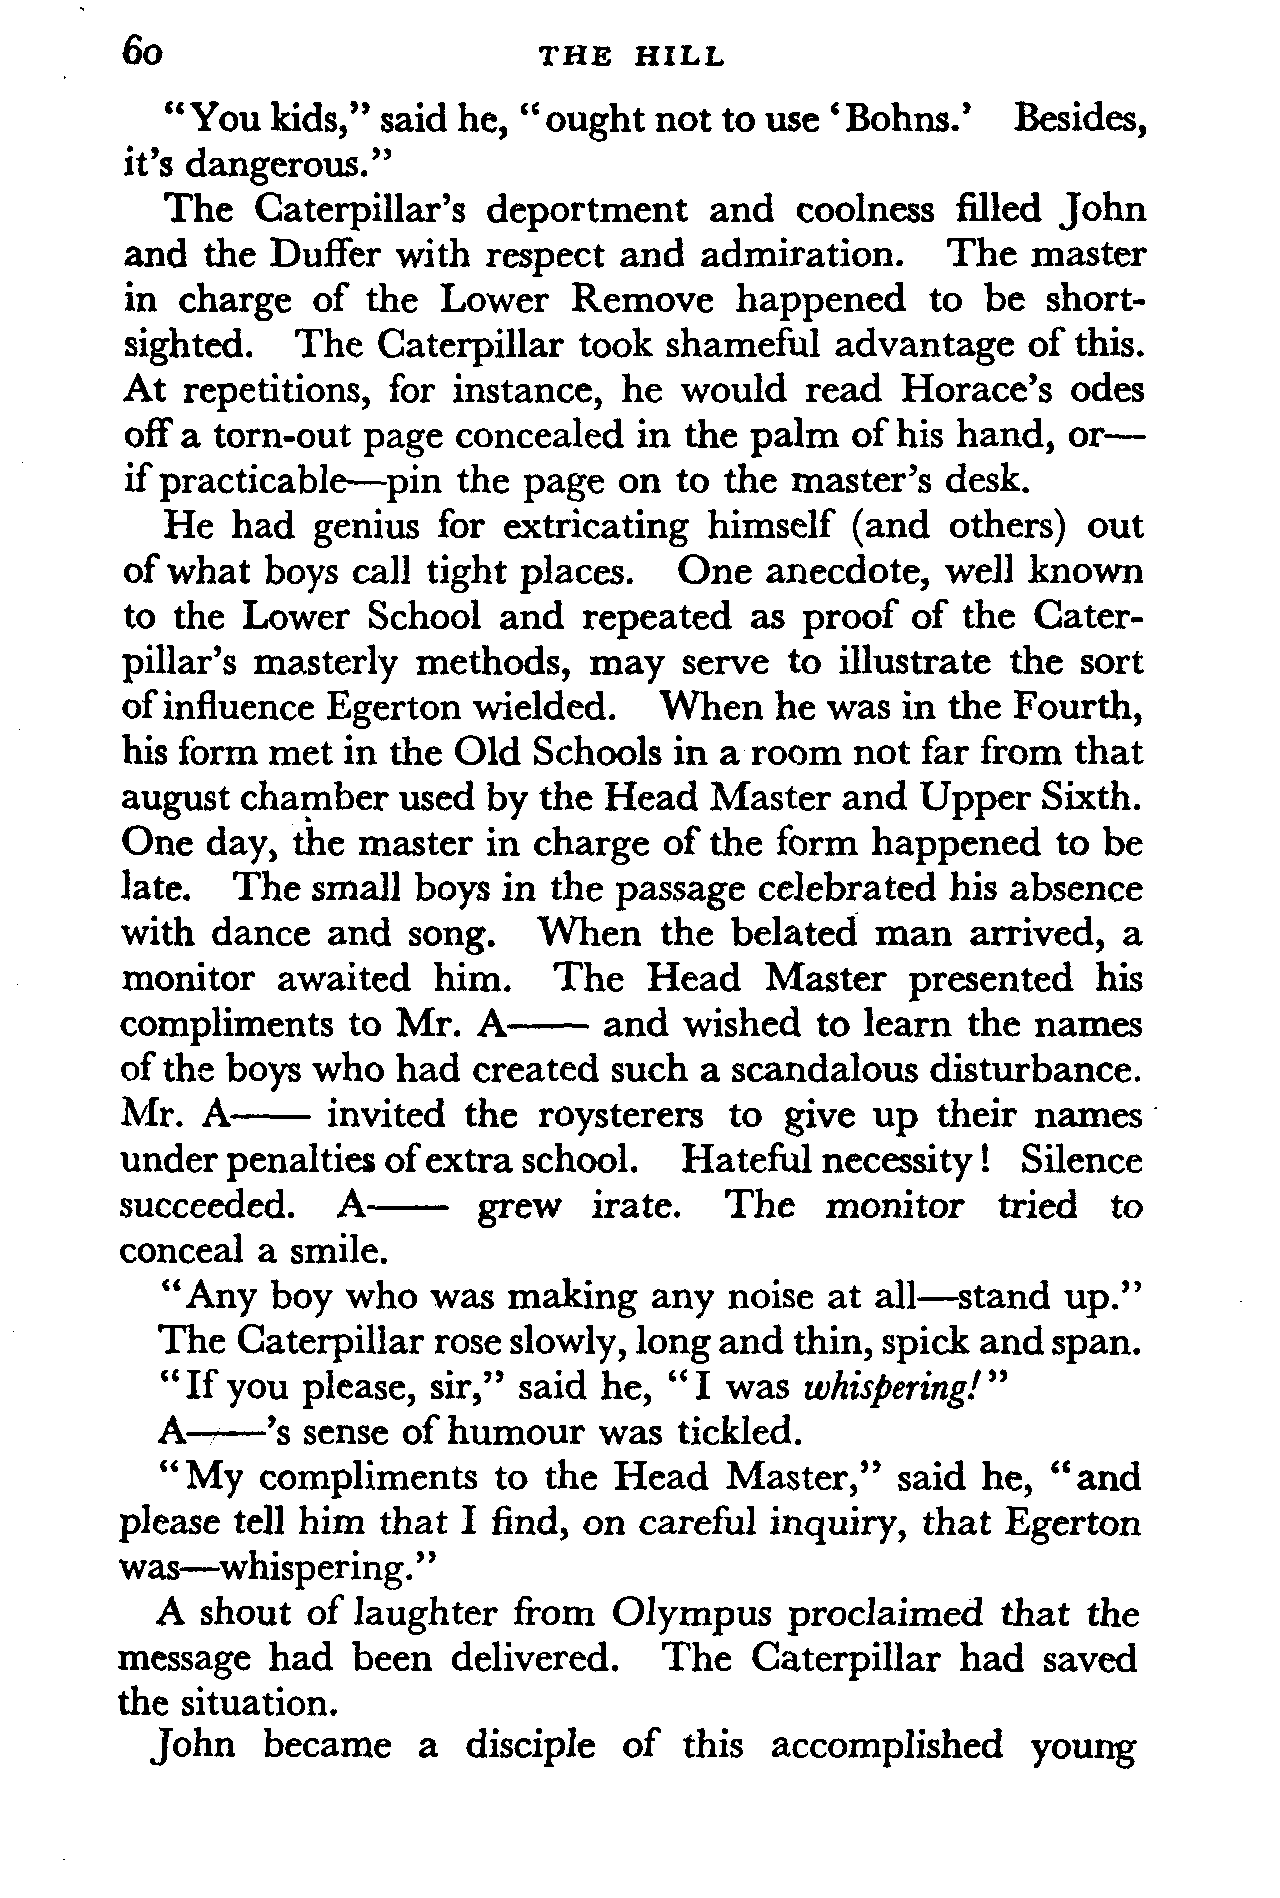 60 THE HILL
"You kids," said he, "ought not to use 'Bohns.' Besides,
it's dangerous."
The Caterpillar's deportment and coolness filled John
and the Duffer with respect and admiration. The master
in charge of the Lower Remove happened to be short-
sighted. The Caterpillar took shameful advantage of this.
At repetitions, for instance, he would read Horace's odes
off a torn-out page concealed in the palm of his hand, or—
if practicable—pin the page on to the master's desk.
He had genius for extricating himself (and others) out
of what boys call tight places. One anecdote, well known
to the Lower School and repeated as proof of the Cater-
pillar's masterly methods, may serve to illustrate the sort
of influence Egerton wielded. When he was in the Fourth,
his form met in the Old Schools in a room not far from that
august chamber used by the Head Master and Upper Sixth.
One day, the master in charge of the form happened to be
late. The small boys in the passage celebrated his absence
with dance and song. When the belated man arrived, a
monitor awaited him. The Head Master presented his
compliments to Mr. A—— and wished to learn the names
of the boys who had created such a scandalous disturbance.
Mr. A—— invited the roysterers to give up their names
under penalties of extra school. Hateful necessity! Silence
succeeded. A—— grew irate. The monitor tried to
conceal a smile.
"Any boy who was making any noise at all—stand up."
The Caterpillar rose slowly, long and thin, spick and span.
"If you please, sir," said he, "I was whispering!"
A——'s sense of humour was tickled.
"My compliments to the Head Master," said he, "and
please tell him that I find, on careful inquiry, that Egerton
was—whispering."
A shout of laughter from Olympus proclaimed that the
message had been delivered. The Caterpillar had saved
the situation.
John became a disciple of this accomplished young